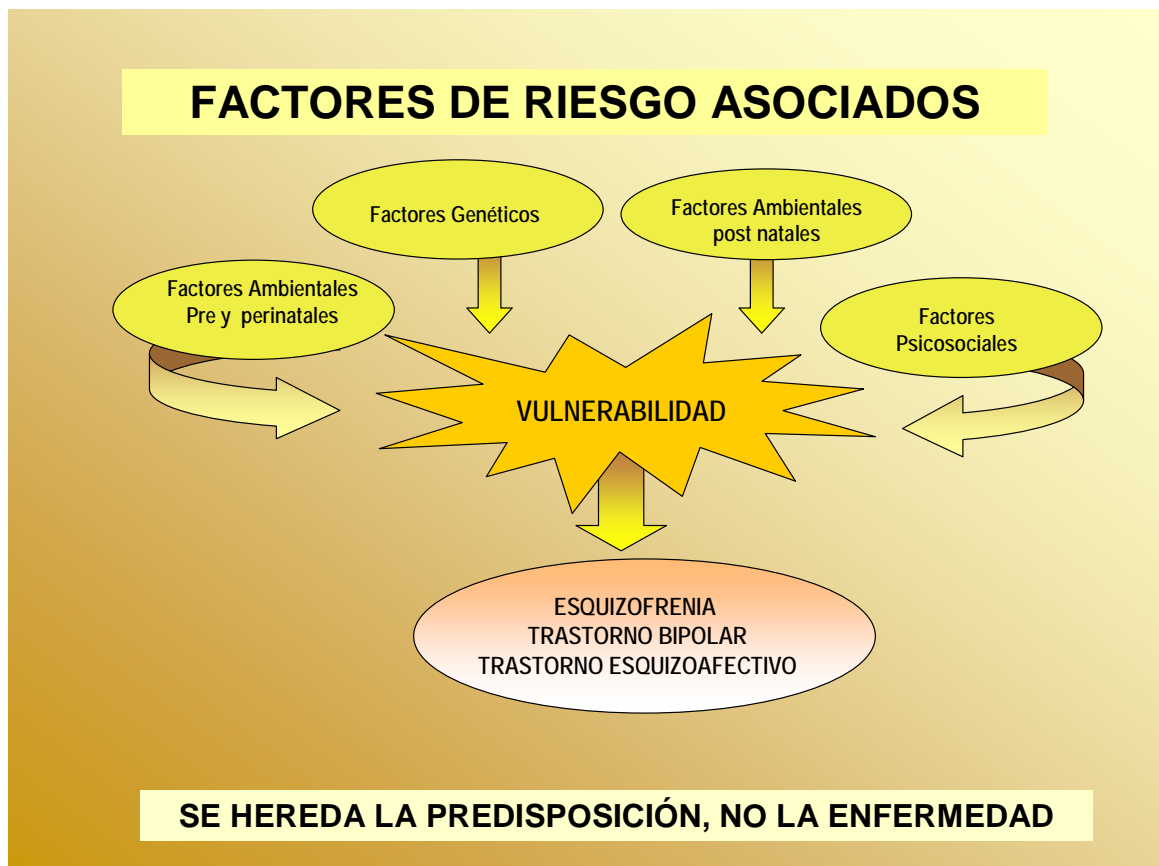 FACTORES DE RIESGO ASOCIADOS
Factores Genéticos
Factores Ambientales
post natales
Factores Ambientales
Pre y perinatales
Factores
Psicosociales
VULNERABILIDAD
ESQUIZOFRENIA
TRASTORNO BIPOLAR
TRASTORNO ESQUIZOAFECTIVO
SE HEREDA LA PREDISPOSICIÓN, NO LA ENFERMEDAD